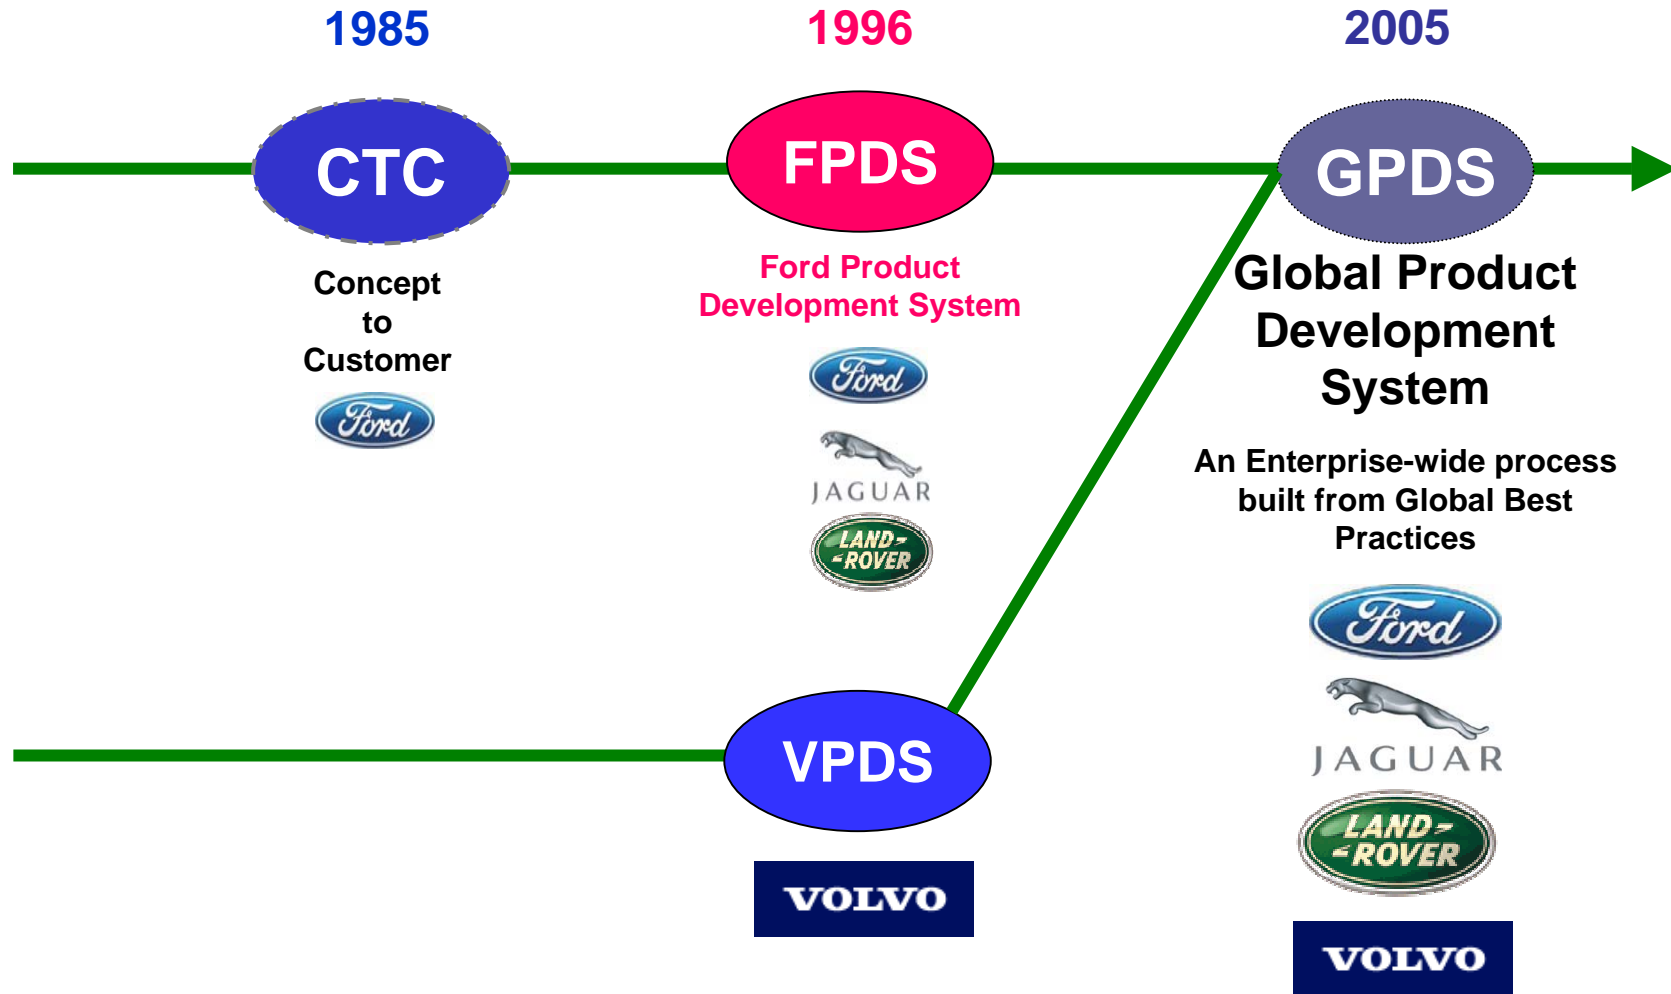 1985
1996
2005
CTC
FPDS
GPDS
Concept
to
Customer
Ford
Ford Product
Development System
Ford
JAGUAR
LAND-
-ROVER
Global Product
Development
System
An Enterprise-wide process
built from Global Best
Practices
Ford
JAGUAR
LAND-
-ROVER
VOLVO
VPDS
VOLVO